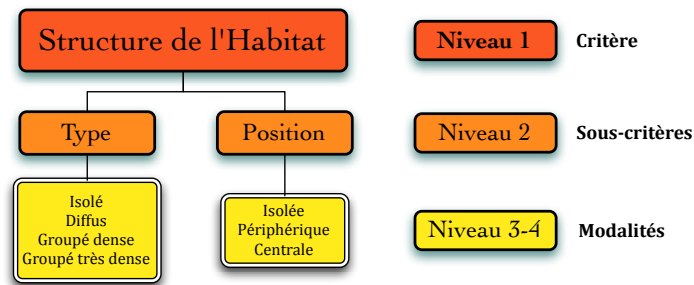 Structure de l'Habitat
Niveau 1
Critère
Type
Position
Niveau 2
Sous-critères
Isolé
Diffus
Groupé dense
Groupé très dense
Isolée
Périphérique
Centrale
Niveau 3-4
Modalités